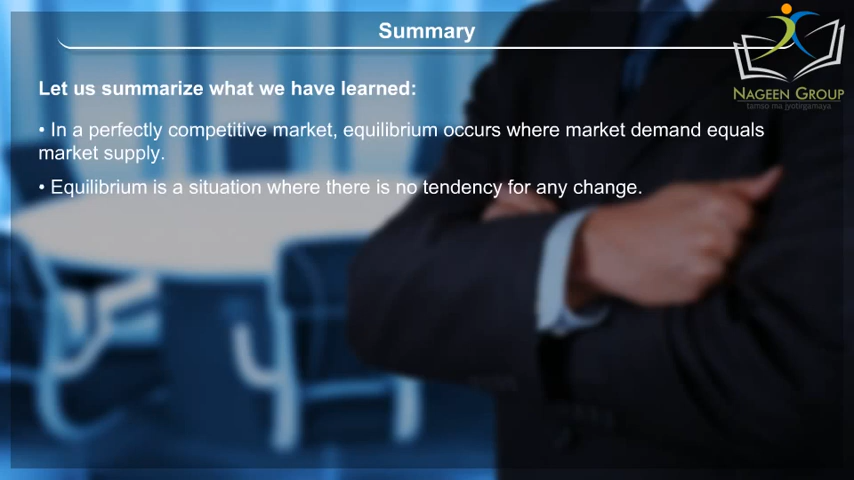 Summary
NAGEEN GROUP
tamso ma jyotirgamaya
Let us summarize what we have learned:
• In a perfectly competitive market, equilibrium occurs where market demand equals
market supply.
• Equilibrium is a situation where there is no tendency for any change.